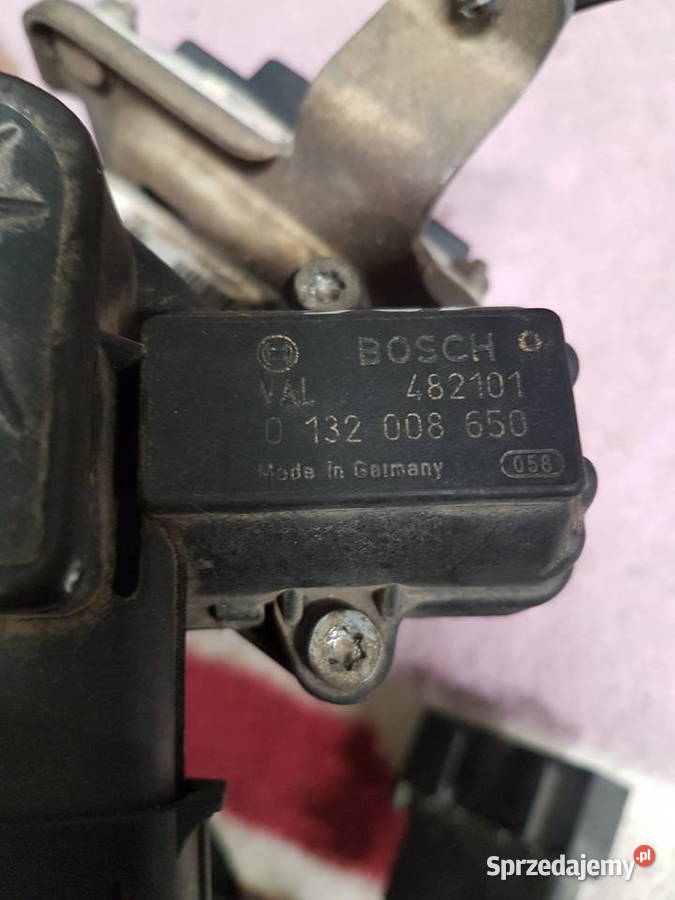 BOSCH
VAL 482101
0 132 008 650
Made in Germany 058
Sprzedajemy.pl